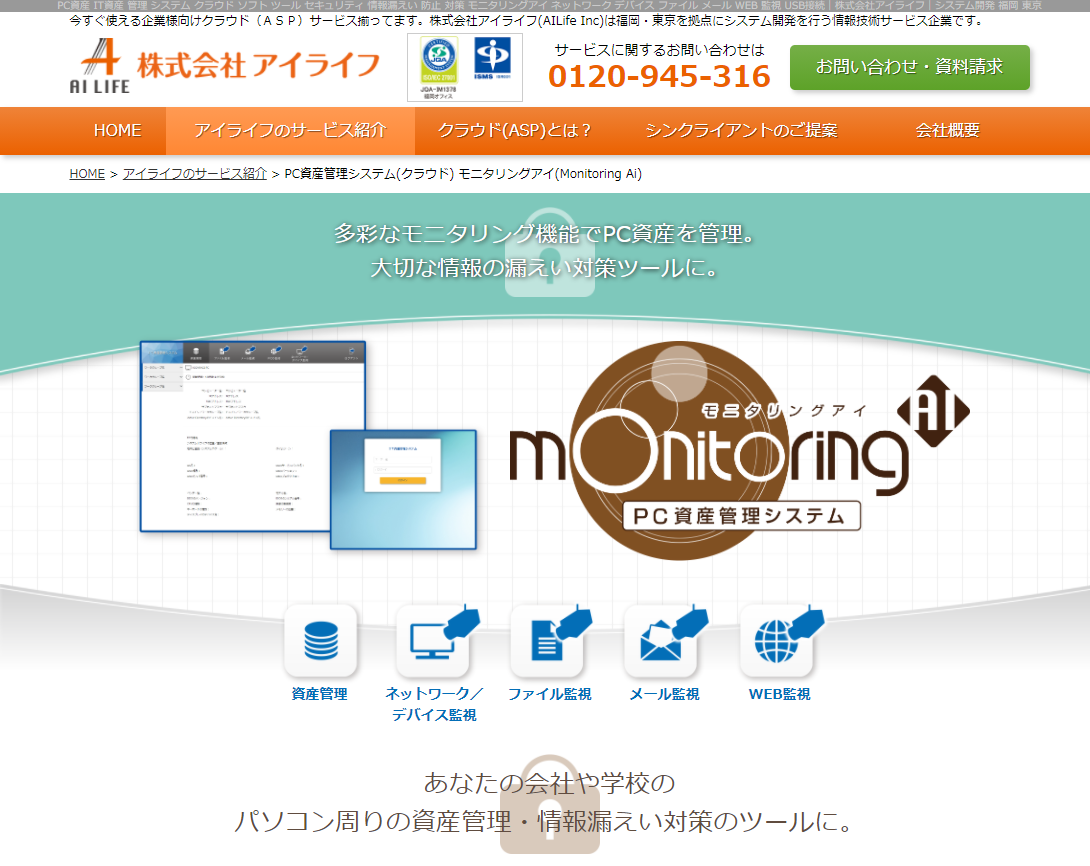 PC資産 IT資産 管理 システム クラウド ソフト ツール セキュリティ 情報漏えい 防止 対策 モニタリングアイ ネットワーク デバイス ファイル メール WEB 監視 USB接続 | 株式会社アイライフ | システム開発 福岡 東京
今すぐ使える企業様向けクラウド（ＡＳＰ）サービス揃ってます。株式会社アイライフ(AILife Inc)は福岡・東京を拠点にシステム開発を行う情報技術サービス企業です。
AI LIFE
株式会社 アイライフ
JQA
ISO/IEC 27001
JQA-IM1378
福岡オフィス
ISMS
サービスに関するお問い合わせは
0120-945-316
お問い合わせ・資料請求
HOME
アイライフのサービス紹介
クラウド(ASP)とは？
シンクライアントのご提案
会社概要
HOME > アイライフのサービス紹介 > PC資産管理システム(クラウド) モニタリングアイ(Monitoring Ai)
多彩なモニタリング機能でPC資産を管理。
大切な情報の漏えい対策ツールに。
モニタリングアイ
monitoring AI
PC資産管理システム
資産管理
ネットワーク／
デバイス監視
ファイル監視
メール監視
WEB監視
あなたの会社や学校の
パソコン周りの資産管理・情報漏えい対策のツールに。